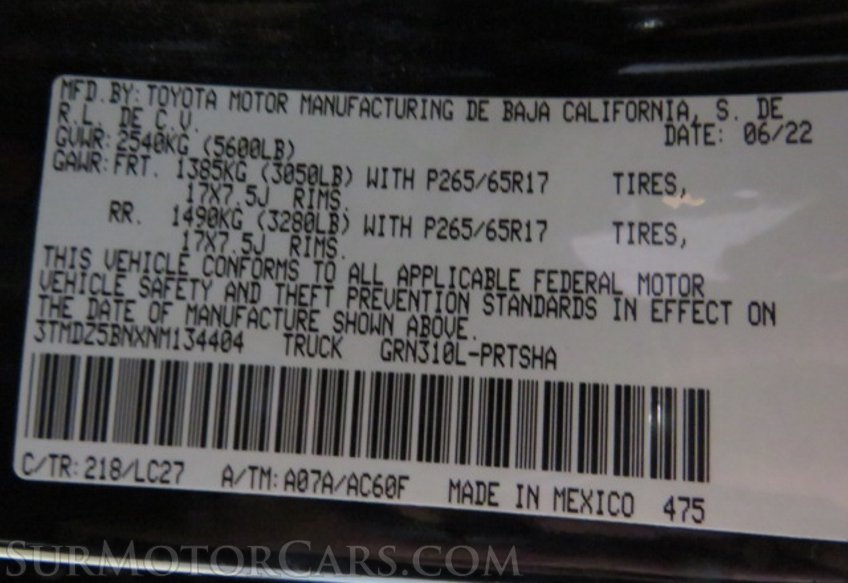 MFD.BY:TOYOTA MOTOR MANUFACTURING DE BAJA CALIFORNIA, S. DE
R.L. DE C.V. DATE: 06/22
GVWR:2540KG (5600LB)
GAWR:FRT. 1385KG (3050LB) WITH P265/65R17 TIRES,
17X7.5J RIMS.
RR. 1490KG (3280LB) WITH P265/65R17 TIRES,
17X7.5J RIMS.
THIS VEHICLE CONFORMS TO ALL APPLICABLE FEDERAL MOTOR
VEHICLE SAFETY AND THEFT PREVENTION STANDARDS IN EFFECT ON
THE DATE OF MANUFACTURE SHOWN ABOVE.
3TMDZ5BNXNM134404 TRUCK GRN310L-PRTSHA
C/TR:218/LC27 A/TM:A07A/AC60F MADE IN MEXICO 475
SURMOTORCARS.COM